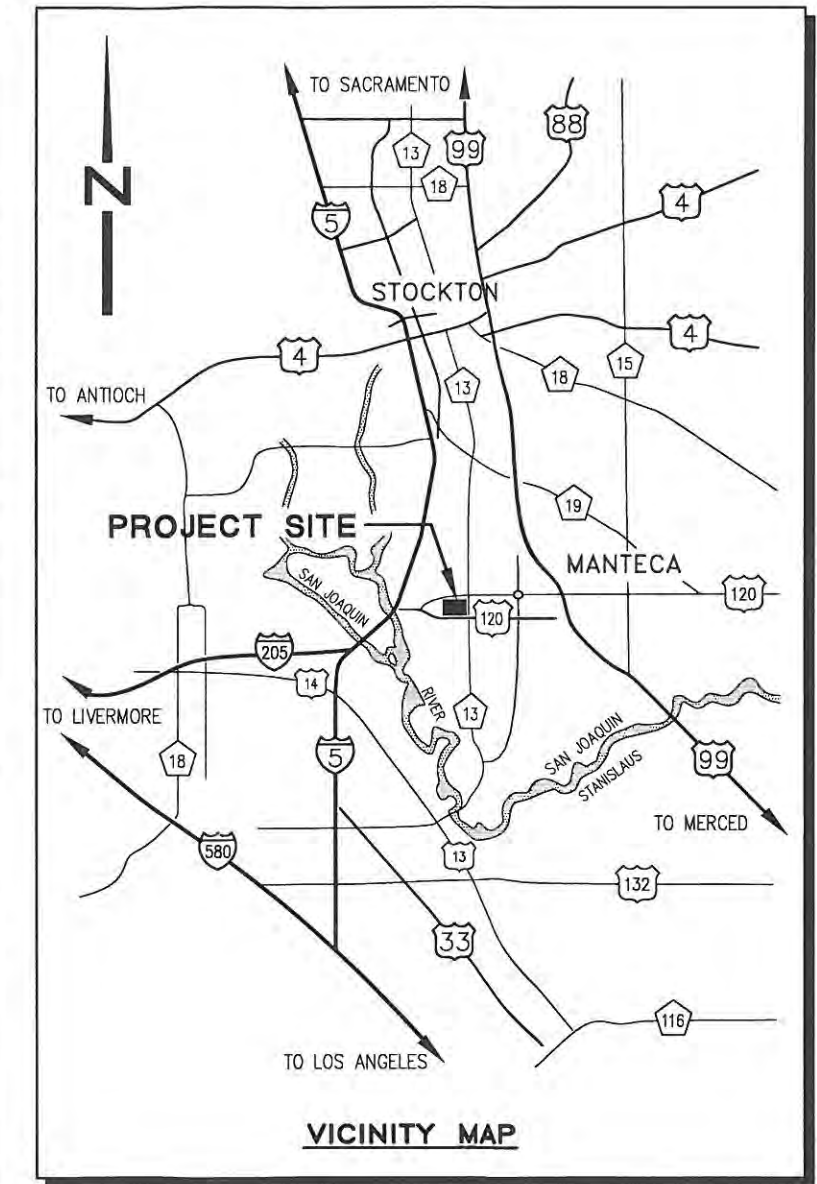 TO SACRAMENTO
N
13
99
88
18
4
5
STOCKTON
4
4
15
18
13
TO ANTIOCH
19
PROJECT SITE
MANTECA
SAN JOAQUIN
120
120
205
14
RIVER
13
TO LIVERMORE
SAN JOAQUIN
STANISLAUS
18
5
99
TO MERCED
580
13
132
33
116
TO LOS ANGELES
VICINITY MAP